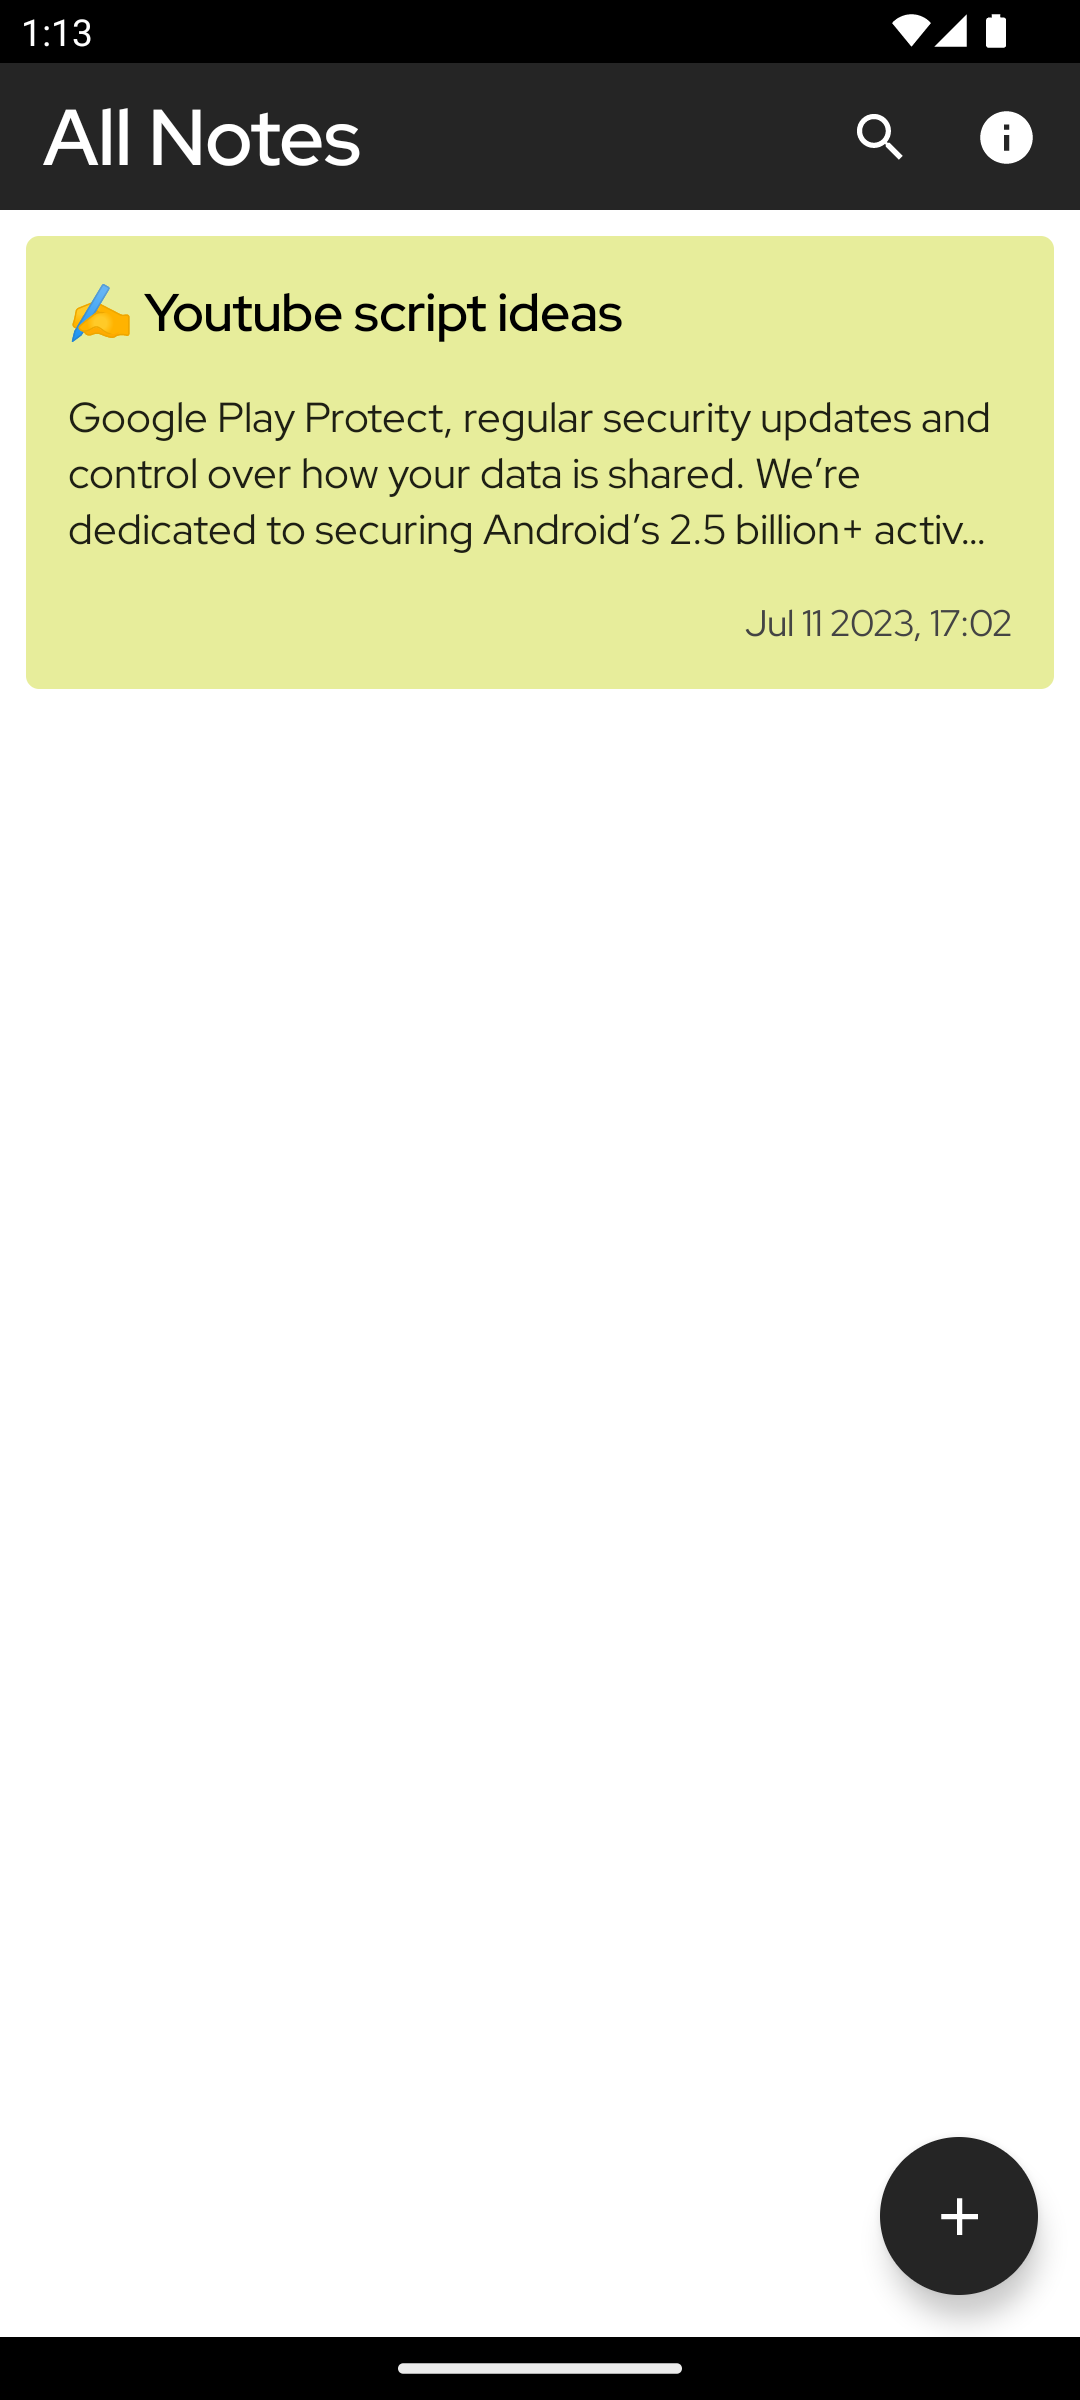 1:13
All Notes
✍️ Youtube script ideas
Google Play Protect, regular security updates and
control over how your data is shared. We’re
dedicated to securing Android’s 2.5 billion+ activ...
Jul 11 2023, 17:02